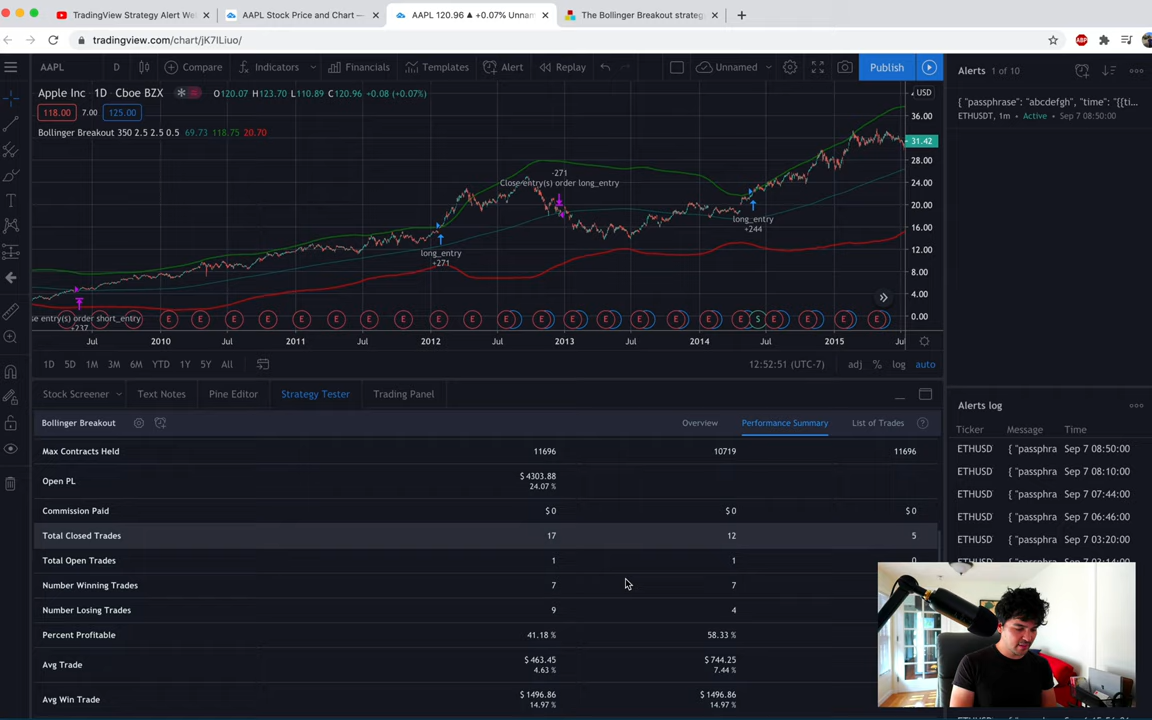 TradingView Strategy Alert We
AAPL Stock Price and Chart —
AAPL 120.96 ▲ +0.07% Unnam
The Bollinger Breakout strateg
tradingview.com/chart/jK7lLiuo/
ABP
AAPL D Compare Indicators Financials Templates Alert Replay Unnamed Publish
Alerts 1 of 10
Apple Inc 1D Cboe BZX O120.07 H123.70 L110.89 C120.96 +0.08 (+0.07%)
118.00 7.00 125.00
Bollinger Breakout 350 2.5 2.5 0.5 69.73 118.75 20.70
{ "passphrase": "abcdefgh", "time": "{{ti...
ETHUSDT, 1m • Active Sep 7 08:50:00
USD
36.00
31.42
28.00
24.00
20.00
16.00
12.00
8.00
4.00
0.00
-271
Close entry(s) order long_entry
long_entry
+244
long_entry
+271
se entry(s) order short_entry
+237
E E E E E E E E E E E E E E E E E E E S E E E E
Jul 2010 Jul 2011 Jul 2012 Jul 2013 Jul 2014 Jul 2015 Ju
1D 5D 1M 3M 6M YTD 1Y 5Y All 12:52:51 (UTC-7) adj % log auto
Stock Screener Text Notes Pine Editor Strategy Tester Trading Panel
Bollinger Breakout Overview Performance Summary List of Trades
Max Contracts Held 11696 10719 11696
Open PL $ 4303.88
24.07 %
Commission Paid $ 0 $ 0 $ 0
Total Closed Trades 17 12 5
Total Open Trades 1 1 0
Number Winning Trades 7 7
Number Losing Trades 9 4
Percent Profitable 41.18 % 58.33 %
Avg Trade $ 463.45 $ 744.25
4.63 % 7.44 %
Avg Win Trade $ 1496.86 $ 1496.86
14.97 % 14.97 %
Alerts log
Ticker Message Time
ETHUSD { "passphra Sep 7 08:50:00
ETHUSD { "passphra Sep 7 08:10:00
ETHUSD { "passphra Sep 7 07:44:00
ETHUSD { "passphra Sep 7 06:46:00
ETHUSD { "passphra Sep 7 03:20:00